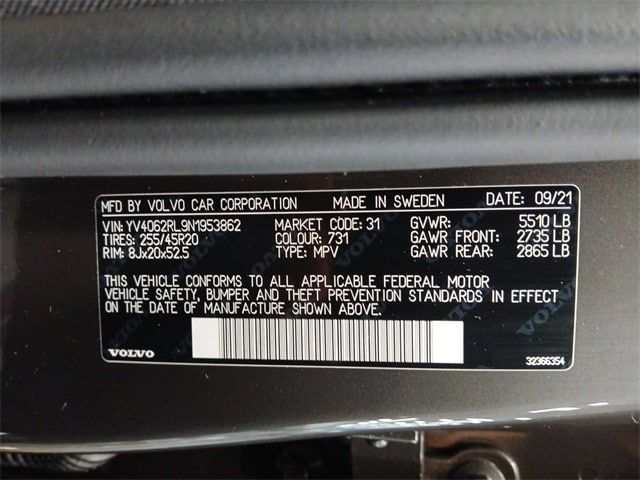 MFD BY VOLVO CAR CORPORATION MADE IN SWEDEN DATE: 09/21
VIN: YV4062RL9N1953862 MARKET CODE: 31 GVWR: 5510 LB
TIRES: 255/45R20 COLOUR: 731 GAWR FRONT: 2735 LB
RIM: 8Jx20x52.5 TYPE: MPV GAWR REAR: 2865 LB
THIS VEHICLE CONFORMS TO ALL APPLICABLE FEDERAL MOTOR
VEHICLE SAFETY, BUMPER AND THEFT PREVENTION STANDARDS IN EFFECT
ON THE DATE OF MANUFACTURE SHOWN ABOVE.
VOLVO 32366354